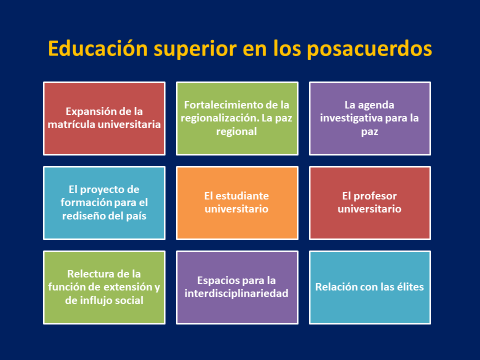 Educación superior en los posacuerdos
Expansión de la
matrícula universitaria
Fortalecimiento de la
regionalización. La paz
regional
La agenda
investigativa para la
paz
El proyecto de
formación para el
rediseño del país
El estudiante
universitario
El profesor
universitario
Relectura de la
función de extensión y
de influjo social
Espacios para la
interdisciplinariedad
Relación con las élites